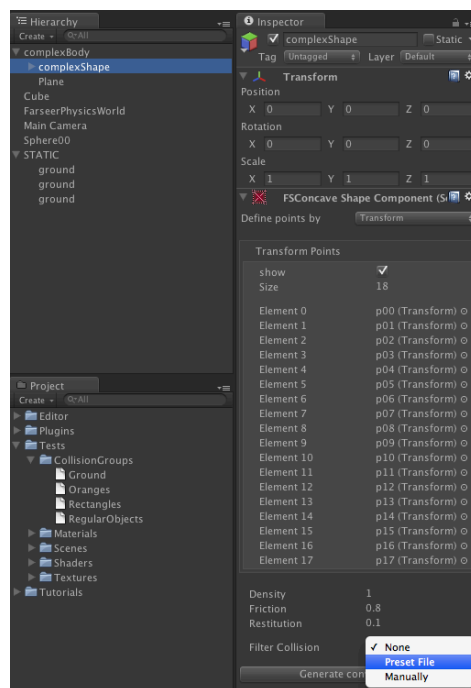 Hierarchy
Create
All
complexBody
complexShape
Plane
Cube
FarseerPhysicsWorld
Main Camera
Sphere00
STATIC
ground
ground
ground
Project
Create
All
Editor
Plugins
Tests
CollisionGroups
Ground
Oranges
Rectangles
RegularObjects
Materials
Scenes
Shaders
Textures
Tutorials
Inspector
complexShape Static
Tag Untagged Layer Default
Transform
Position
X 0 Y 0 Z 0
Rotation
X 0 Y 0 Z 0
Scale
X 1 Y 1 Z 1
FSConcave Shape Component (S
Define points by Transform
Transform Points
show
Size 18
Element 0 p00 (Transform)
Element 1 p01 (Transform)
Element 2 p02 (Transform)
Element 3 p03 (Transform)
Element 4 p04 (Transform)
Element 5 p05 (Transform)
Element 6 p06 (Transform)
Element 7 p07 (Transform)
Element 8 p08 (Transform)
Element 9 p09 (Transform)
Element 10 p10 (Transform)
Element 11 p11 (Transform)
Element 12 p12 (Transform)
Element 13 p13 (Transform)
Element 14 p14 (Transform)
Element 15 p15 (Transform)
Element 16 p16 (Transform)
Element 17 p17 (Transform)
Density 1
Friction 0.8
Restitution 0.1
Filter Collision ✓ None
Preset File
Generate con Manually